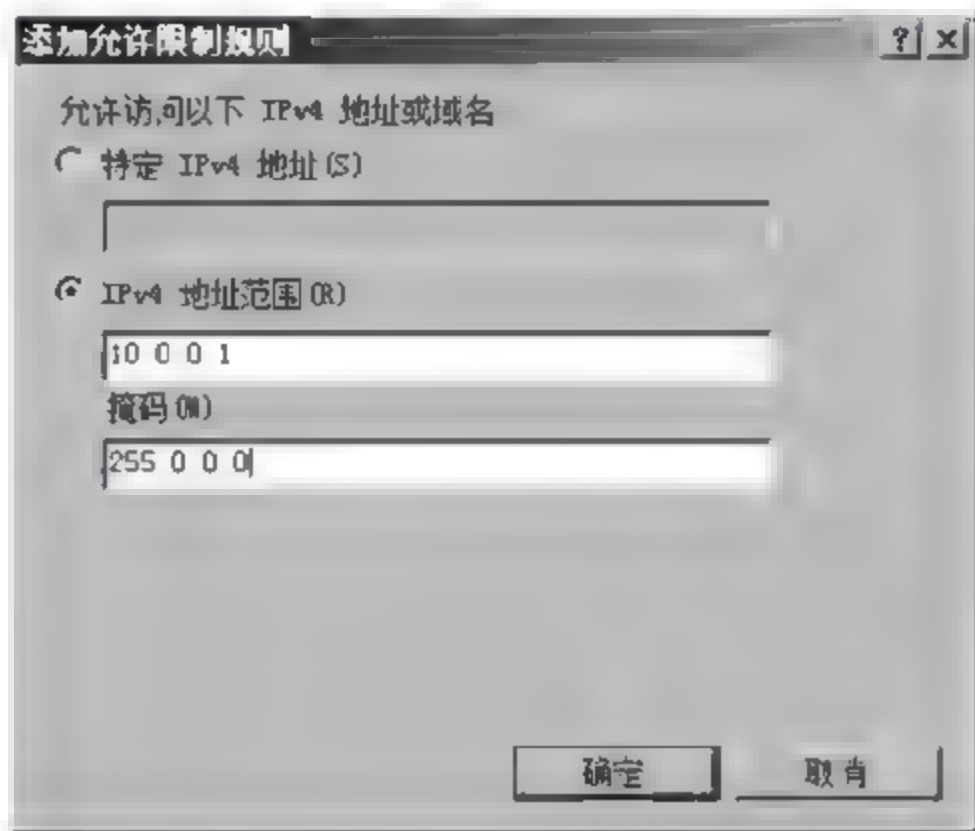 添加允许限制规则
允许访问以下 IPv4 地址或域名
特定 IPv4 地址(S)
IPv4 地址范围(R)
10 0 0 1
掩码(M)
255 0 0 0
确定
取消